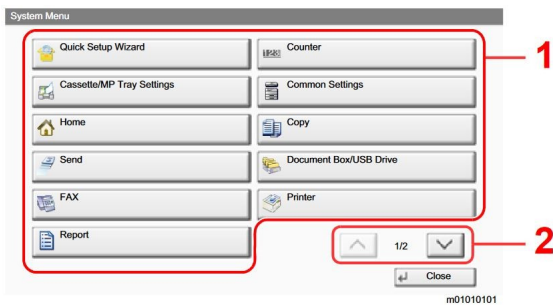 System Menu
Quick Setup Wizard
Counter
Cassette/MP Tray Settings
Common Settings
Home
Copy
Send
Document Box/USB Drive
FAX
Printer
Report
1/2
Close
1
2
m01010101